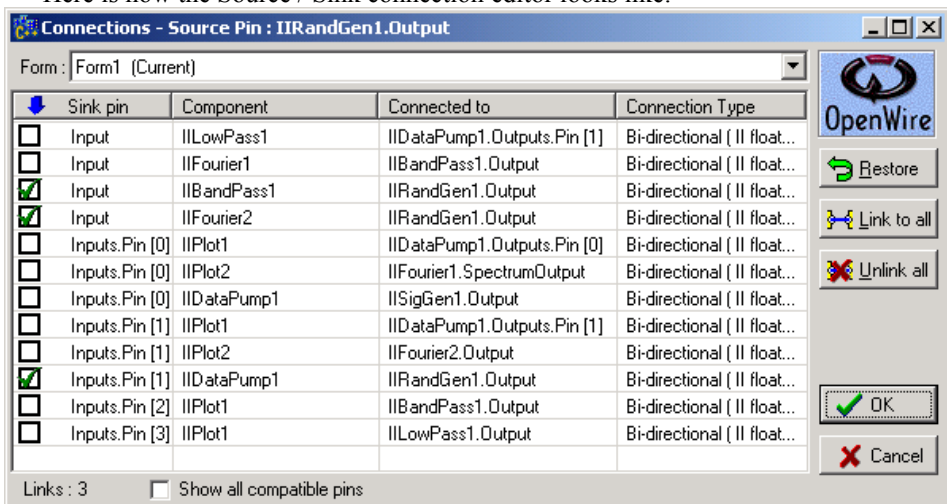 Here is how the Source / Sink connection editor looks like:
Connections - Source Pin : IIRandGen1.Output
Form : Form1 (Current)
Sink pin Component Connected to Connection Type
Input IILowPass1 IIDataPump1.Outputs.Pin [1] Bi-directional ( II float...
Input IIFourier1 IIBandPass1.Output Bi-directional ( II float...
Input IIBandPass1 IIRandGen1.Output Bi-directional ( II float...
Input IIFourier2 IIRandGen1.Output Bi-directional ( II float...
Inputs.Pin [0] IIPlot1 IIDataPump1.Outputs.Pin [0] Bi-directional ( II float...
Inputs.Pin [0] IIPlot2 IIFourier1.SpectrumOutput Bi-directional ( II float...
Inputs.Pin [0] IIDataPump1 IISigGen1.Output Bi-directional ( II float...
Inputs.Pin [1] IIPlot1 IIDataPump1.Outputs.Pin [1] Bi-directional ( II float...
Inputs.Pin [1] IIPlot2 IIFourier2.Output Bi-directional ( II float...
Inputs.Pin [1] IIDataPump1 IIRandGen1.Output Bi-directional ( II float...
Inputs.Pin [2] IIPlot1 IIBandPass1.Output Bi-directional ( II float...
Inputs.Pin [3] IIPlot1 IILowPass1.Output Bi-directional ( II float...
Links : 3 Show all compatible pins
OpenWire
Restore
Link to all
Unlink all
OK
Cancel